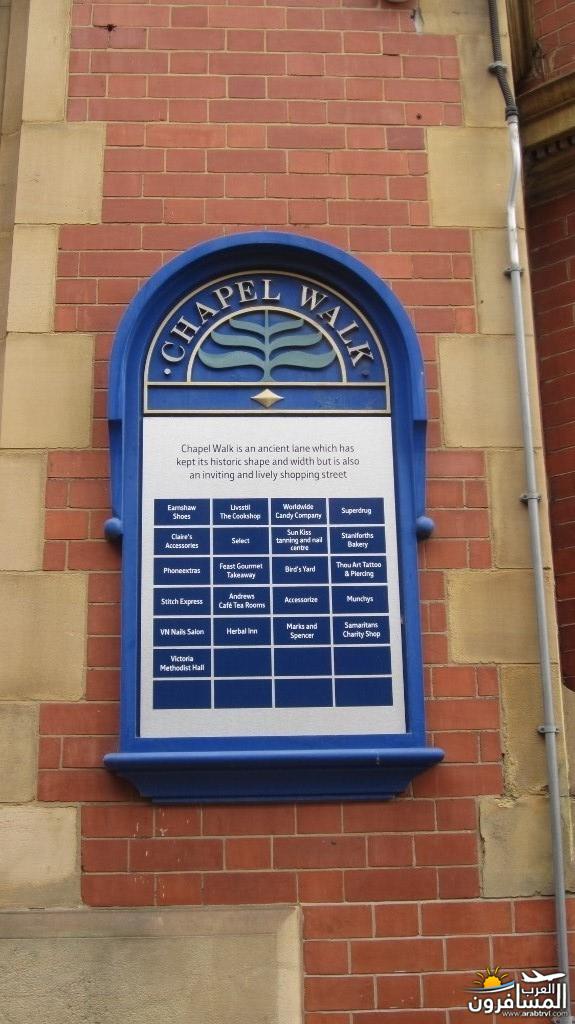 CHAPEL WALK
Chapel Walk is an ancient lane which has
kept its historic shape and width but is also
an inviting and lively shopping street
Earnshaw
Shoes
Livsstil
The Cookshop
Worldwide
Candy Company
Superdrug
Claire's
Accessories
Select
Sun Kiss
tanning and nail
centre
Staniforths
Bakery
Phoneextras
Feast Gourmet
Takeaway
Bird's Yard
Thou Art Tattoo
& Piercing
Stitch Express
Andrews
Café Tea Rooms
Accessorize
Munchys
VN Nails Salon
Herbal Inn
Marks and
Spencer
Samaritans
Charity Shop
Victoria
Methodist Hall
العرب
المسافرون
www.arabtrvl.com